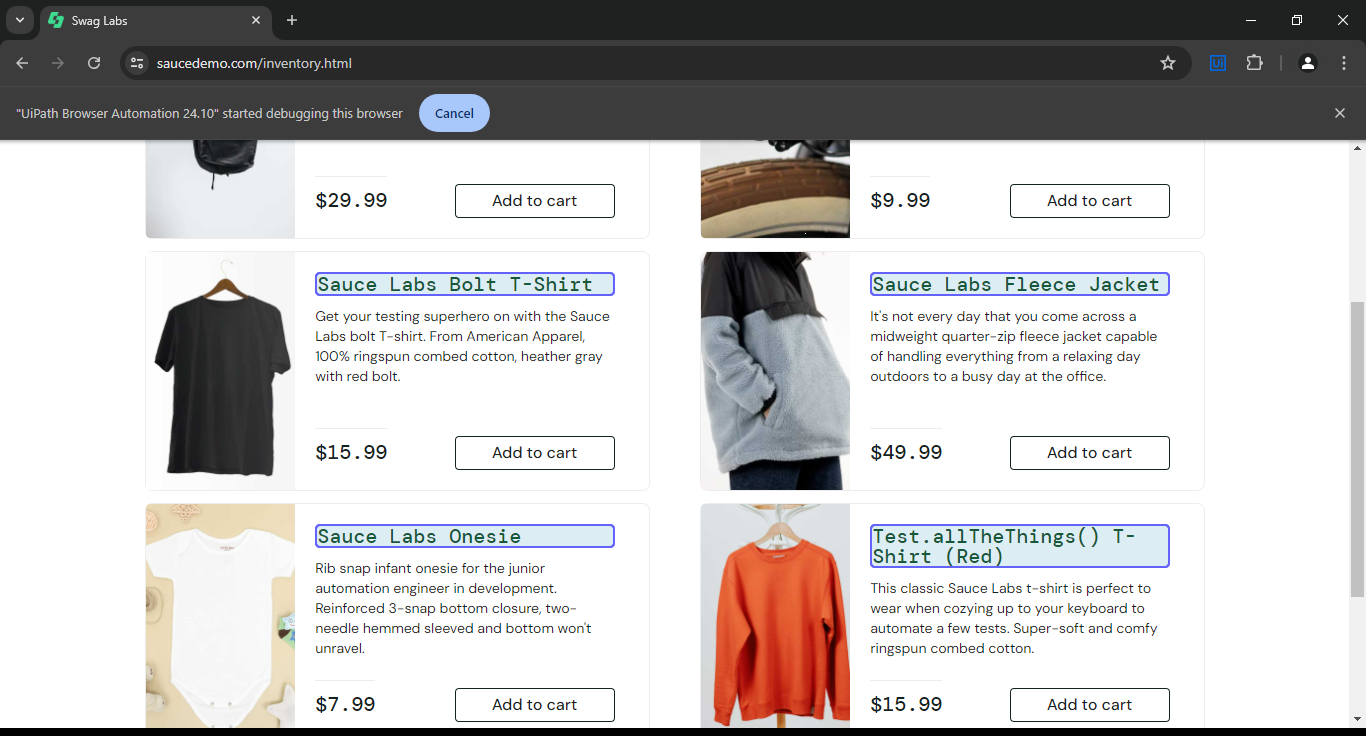 Swag Labs
saucedemo.com/inventory.html
"UiPath Browser Automation 24.10" started debugging this browser
Cancel
$29.99
Add to cart
$9.99
Add to cart
Sauce Labs Bolt T-Shirt
Get your testing superhero on with the Sauce
Labs bolt T-shirt. From American Apparel,
100% ringspun combed cotton, heather gray
with red bolt.
$15.99
Add to cart
Sauce Labs Fleece Jacket
It's not every day that you come across a
midweight quarter-zip fleece jacket capable
of handling everything from a relaxing day
outdoors to a busy day at the office.
$49.99
Add to cart
Sauce Labs Onesie
Rib snap infant onesie for the junior
automation engineer in development.
Reinforced 3-snap bottom closure, two-
needle hemmed sleeved and bottom won't
unravel.
$7.99
Add to cart
Test.allTheThings() T-
Shirt (Red)
This classic Sauce Labs t-shirt is perfect to
wear when cozying up to your keyboard to
automate a few tests. Super-soft and comfy
ringspun combed cotton.
$15.99
Add to cart